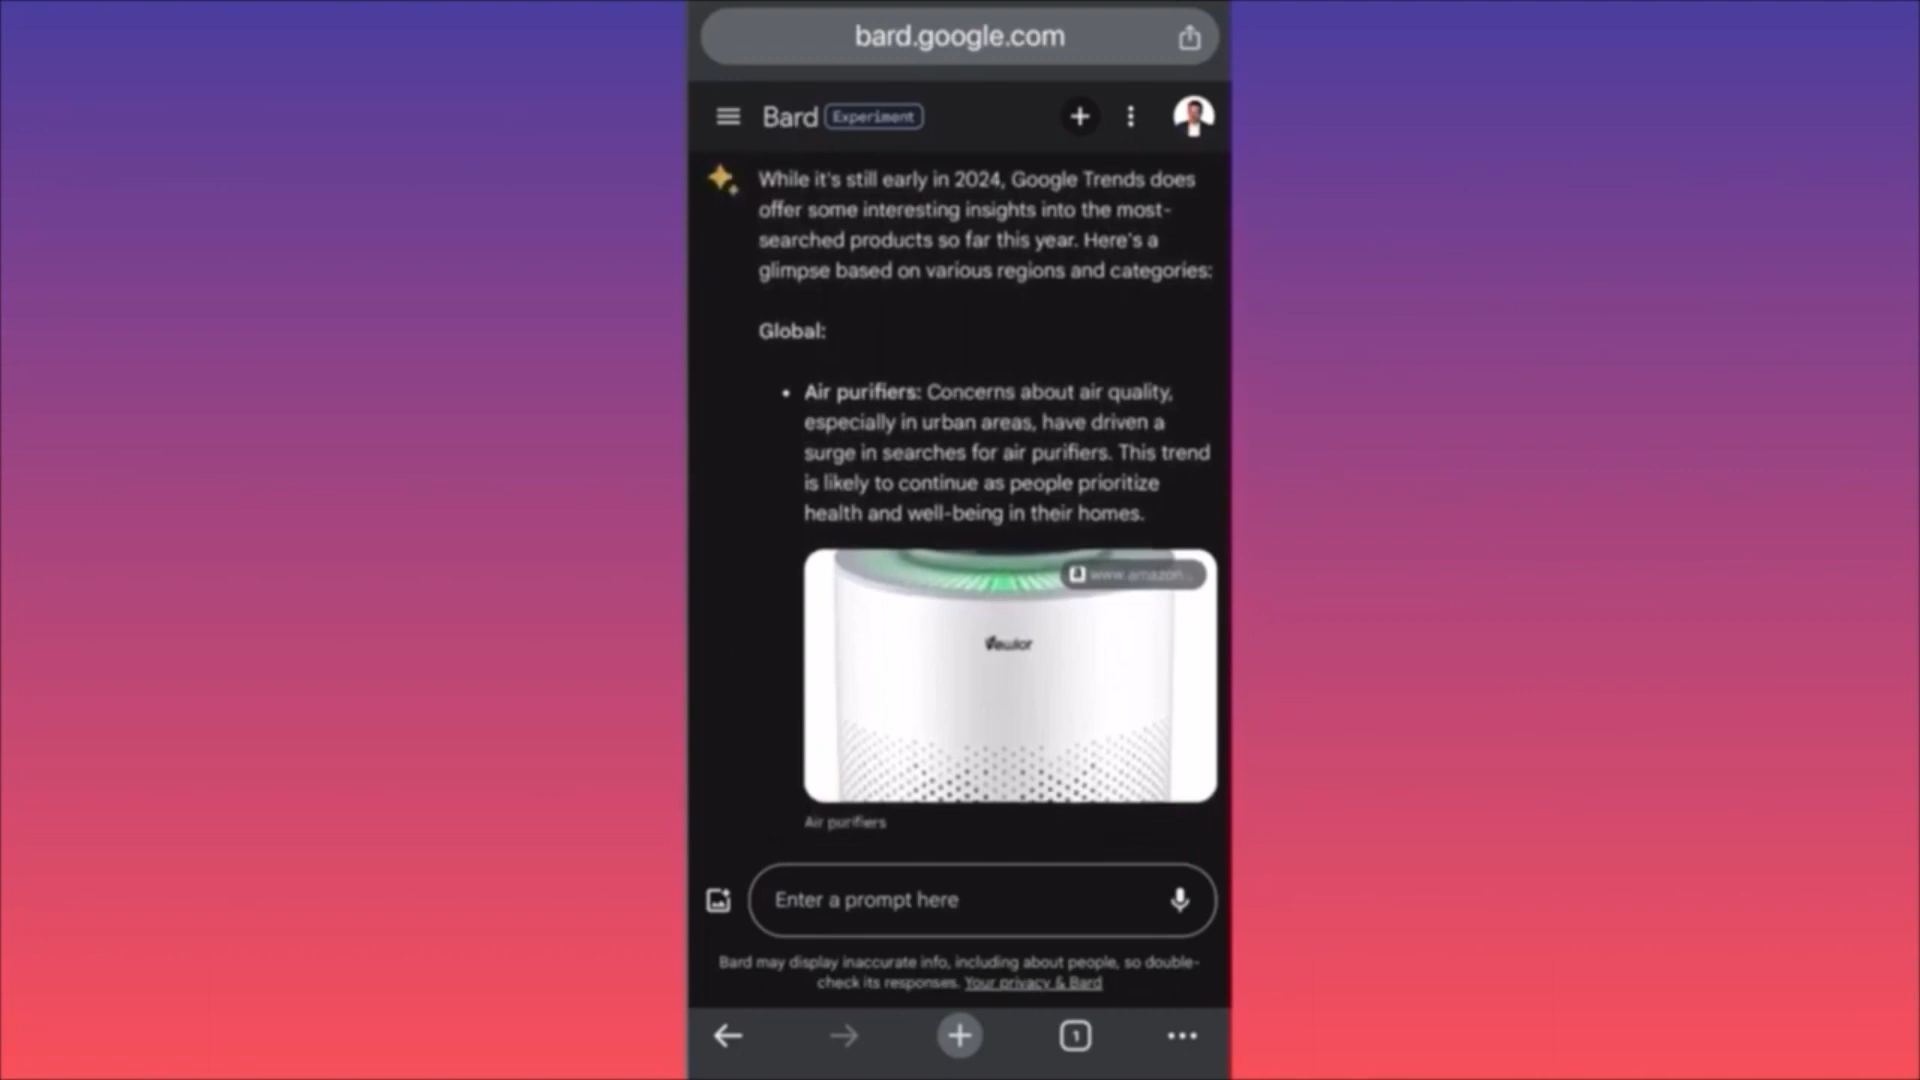 bard.google.com
Bard Experiment
While it's still early in 2024, Google Trends does
offer some interesting insights into the most-
searched products so far this year. Here's a
glimpse based on various regions and categories:
Global:
• Air purifiers: Concerns about air quality,
especially in urban areas, have driven a
surge in searches for air purifiers. This trend
is likely to continue as people prioritize
health and well-being in their homes.
www.amazon...
Air purifiers
Enter a prompt here
Bard may display inaccurate info, including about people, so double-
check its responses. Your privacy & Bard
1